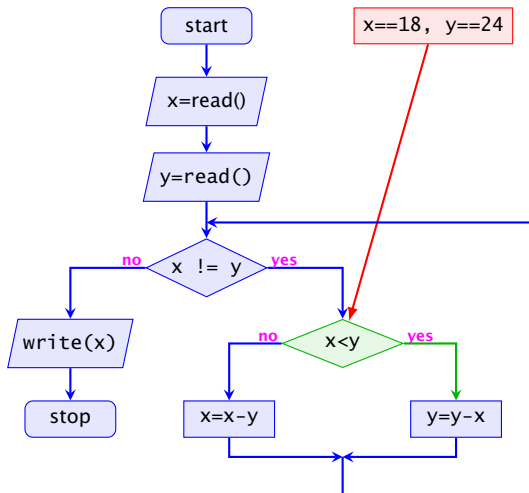 start
x==18, y==24
x=read()
y=read()
no
x != y
yes
write(x)
no
x<y
yes
stop
x=x-y
y=y-x